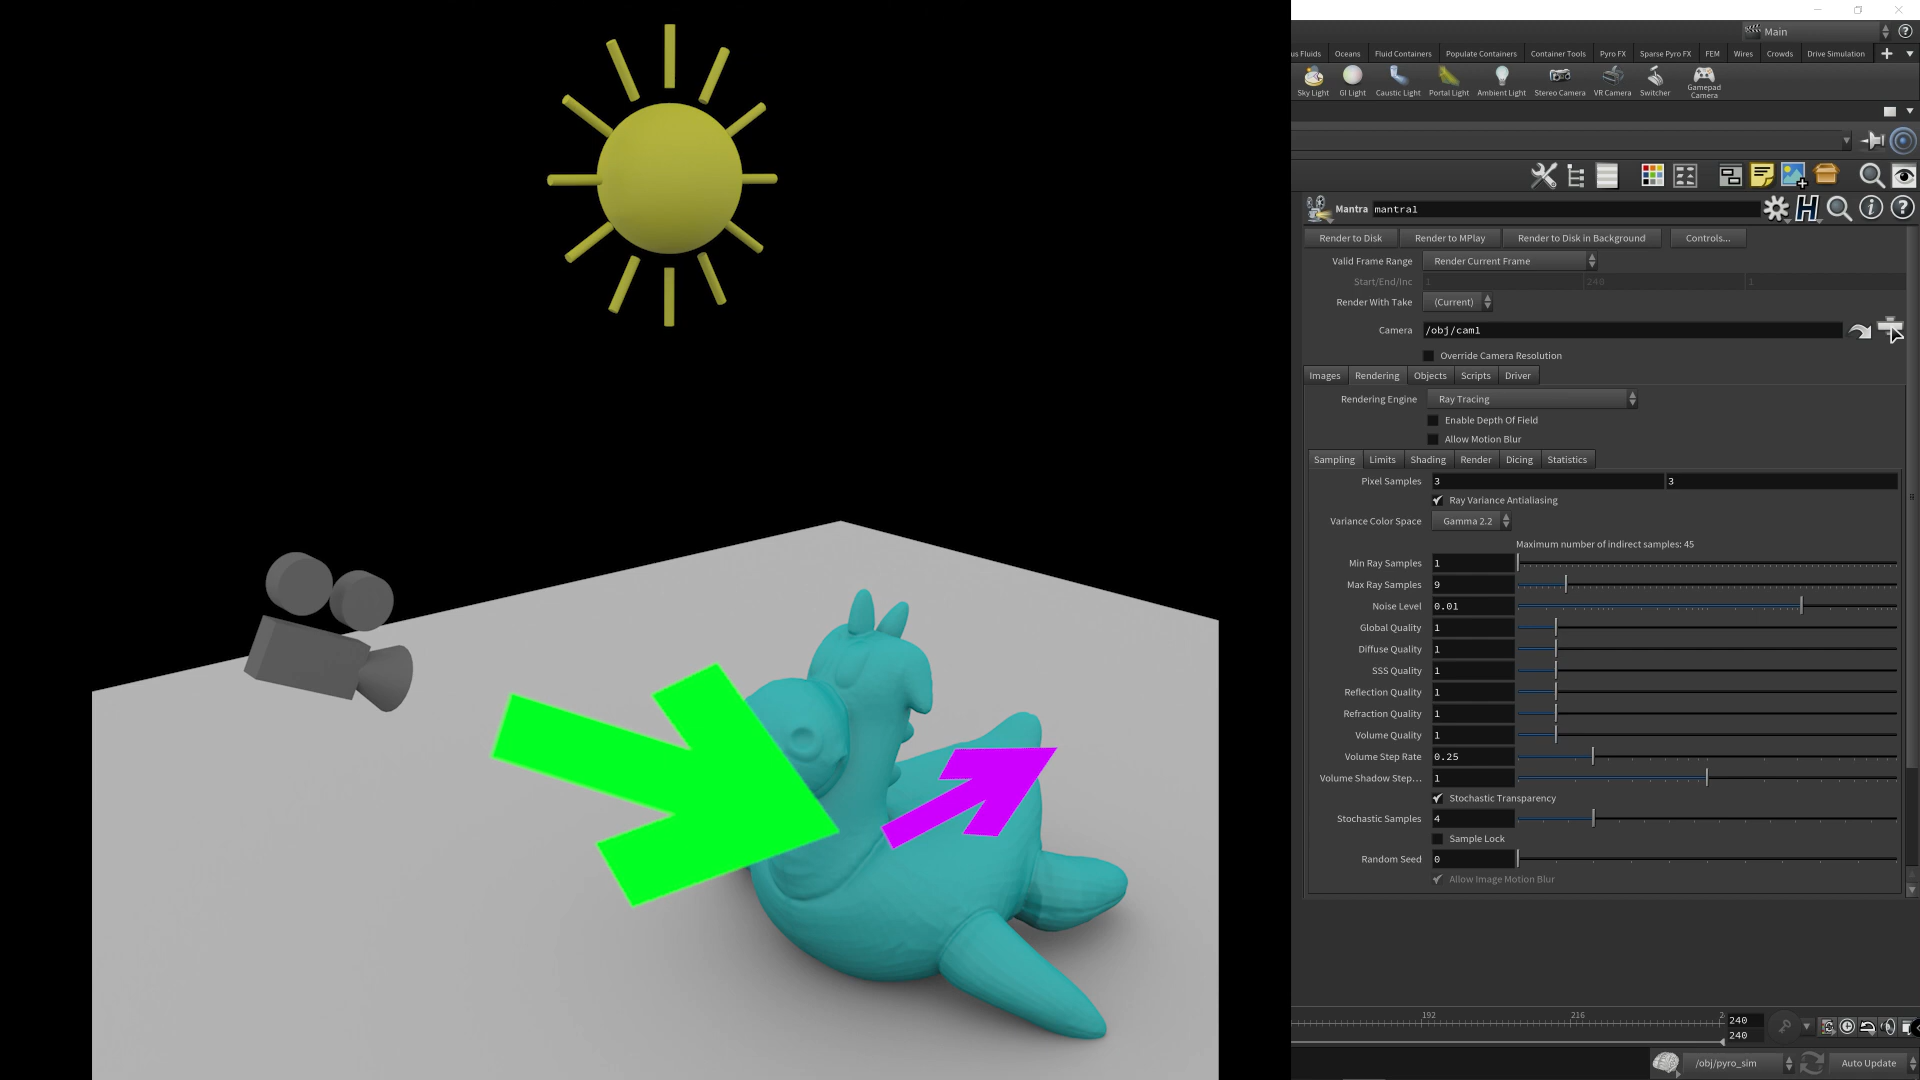 Main
us Fluids Oceans Fluid Containers Populate Containers Container Tools Pyro FX Sparse Pyro FX FEM Wires Crowds Drive Simulation
Sky Light GI Light Caustic Light Portal Light Ambient Light Stereo Camera VR Camera Switcher Gamepad Camera
Mantra mantra1
Render to Disk Render to MPlay Render to Disk in Background Controls...
Valid Frame Range Render Current Frame
Start/End/Inc 1 240 1
Render With Take (Current)
Camera /obj/cam1
Override Camera Resolution
Images Rendering Objects Scripts Driver
Rendering Engine Ray Tracing
Enable Depth Of Field
Allow Motion Blur
Sampling Limits Shading Render Dicing Statistics
Pixel Samples 3 3
Ray Variance Antialiasing
Variance Color Space Gamma 2.2
Maximum number of indirect samples: 45
Min Ray Samples 1
Max Ray Samples 9
Noise Level 0.01
Global Quality 1
Diffuse Quality 1
SSS Quality 1
Reflection Quality 1
Refraction Quality 1
Volume Quality 1
Volume Step Rate 0.25
Volume Shadow Step... 1
Stochastic Transparency
Stochastic Samples 4
Sample Lock
Random Seed 0
Allow Image Motion Blur
192 216 2 240
240
/obj/pyro_sim Auto Update